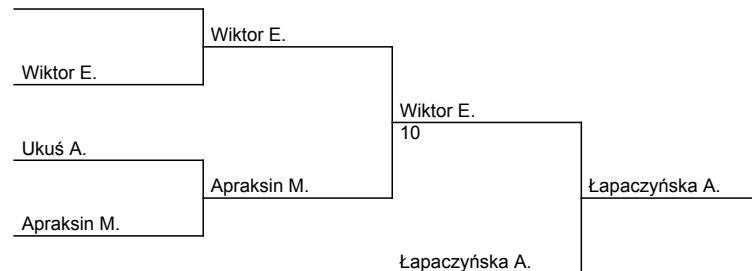 Wiktor E.
Wiktor E.
Wiktor E.
10
Ukuś A.
Apraksin M.
Łapaczyńska A.
Apraksin M.
Łapaczyńska A.